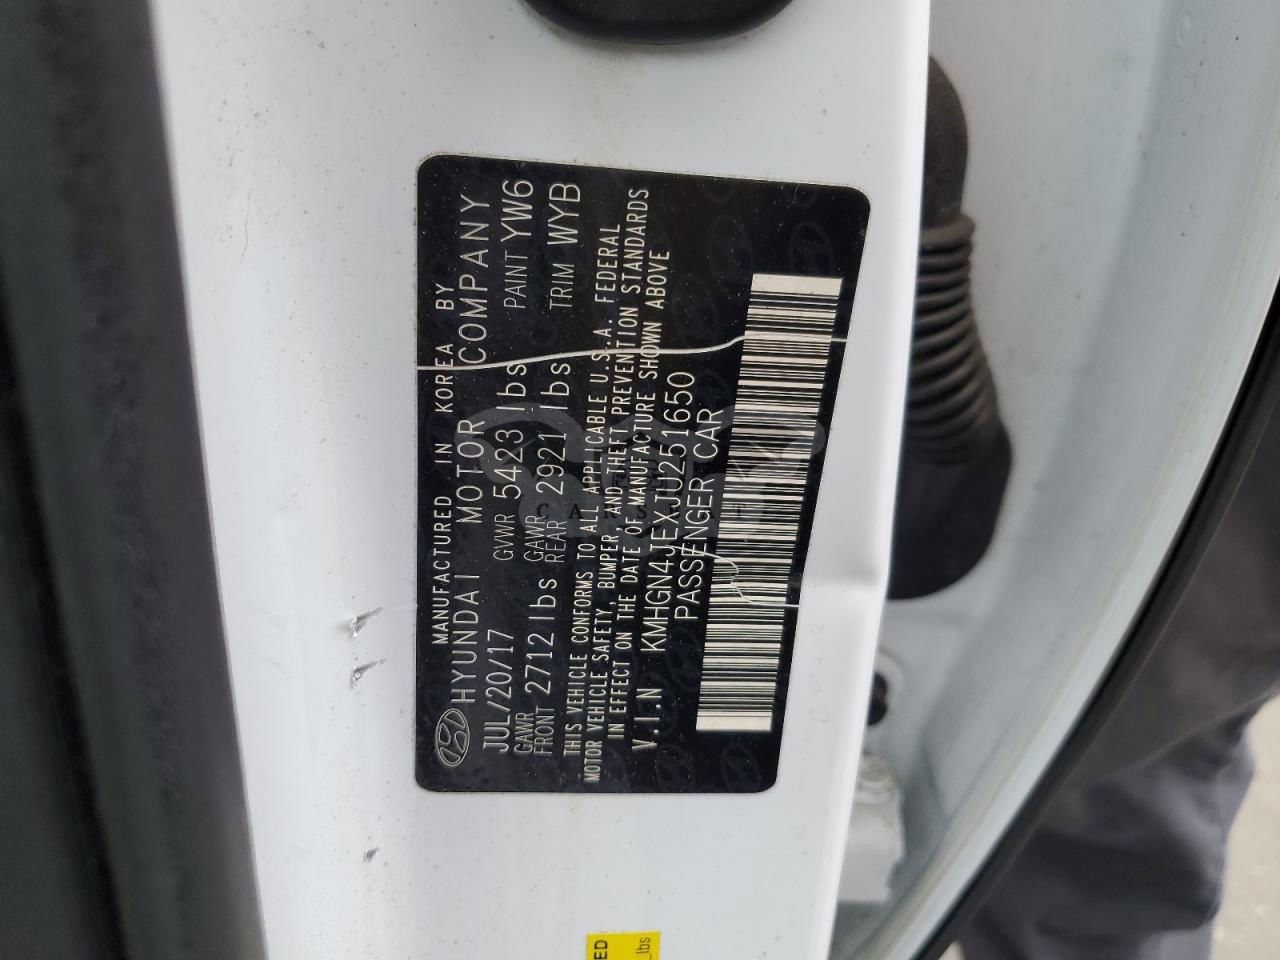 MANUFACTURED IN KOREA BY
HYUNDAI MOTOR COMPANY
JUL/20/17 GVWR 5423 lbs PAINT YW6
GAWR FRONT 2712 lbs GAWR REAR 2921 lbs TRIM WYB
THIS VEHICLE CONFORMS TO ALL APPLICABLE U.S.A. FEDERAL
MOTOR VEHICLE SAFETY, BUMPER, AND THEFT PREVENTION STANDARDS
IN EFFECT ON THE DATE OF MANUFACTURE SHOWN ABOVE
V.I.N KMHGN4JEXJU251650
PASSENGER CAR